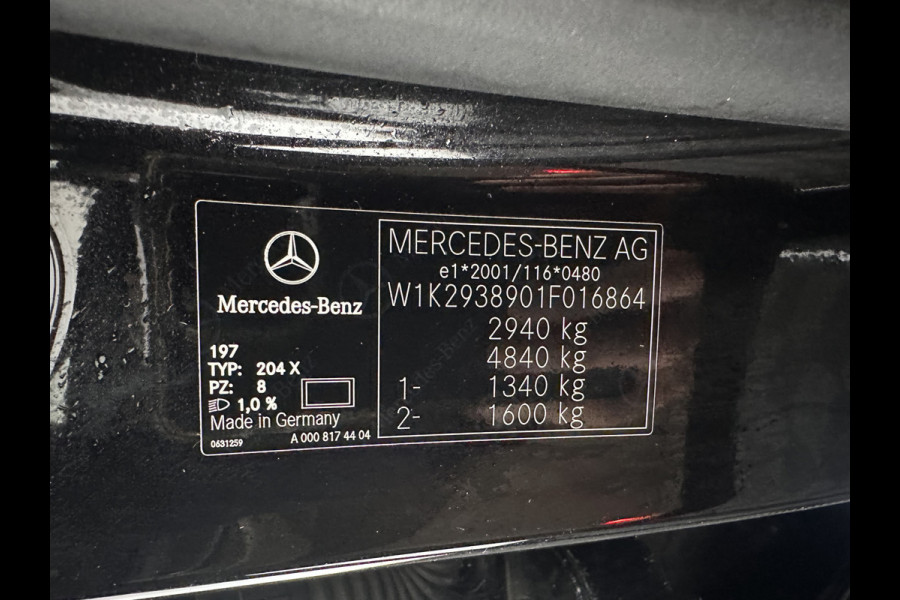 Mercedes-Benz
197
TYP: 204 X
PZ: 8
1,0 %
Made in Germany
0631259 A 000 817 44 04
MERCEDES-BENZ AG
e1*2001/116*0480
W1K2938901F016864
2940 kg
4840 kg
1- 1340 kg
2- 1600 kg